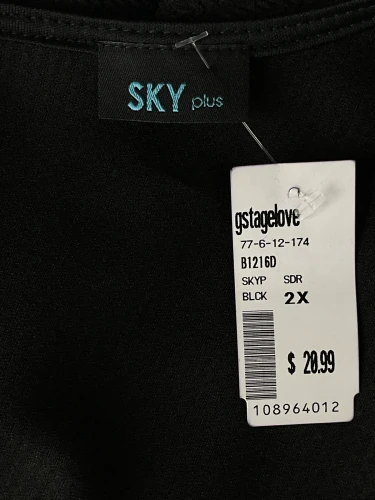 SKY plus
gstagelove
77-6-12-174
B1216D
SKYP SDR
BLCK 2X
$ 20.99
108964012